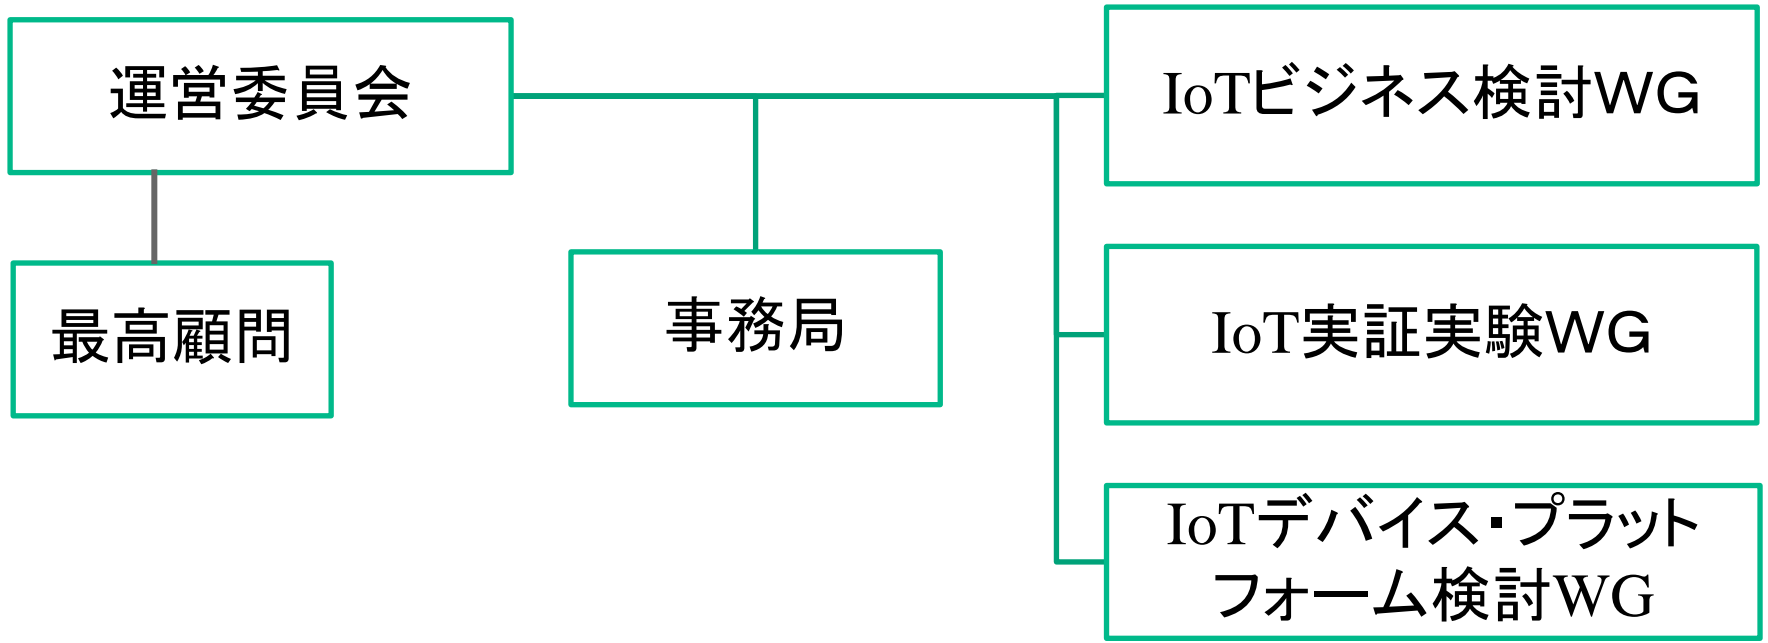 運営委員会
IoTビジネス検討WG
最高顧問
事務局
IoT実証実験WG
IoTデバイス・プラット
フォーム検討WG